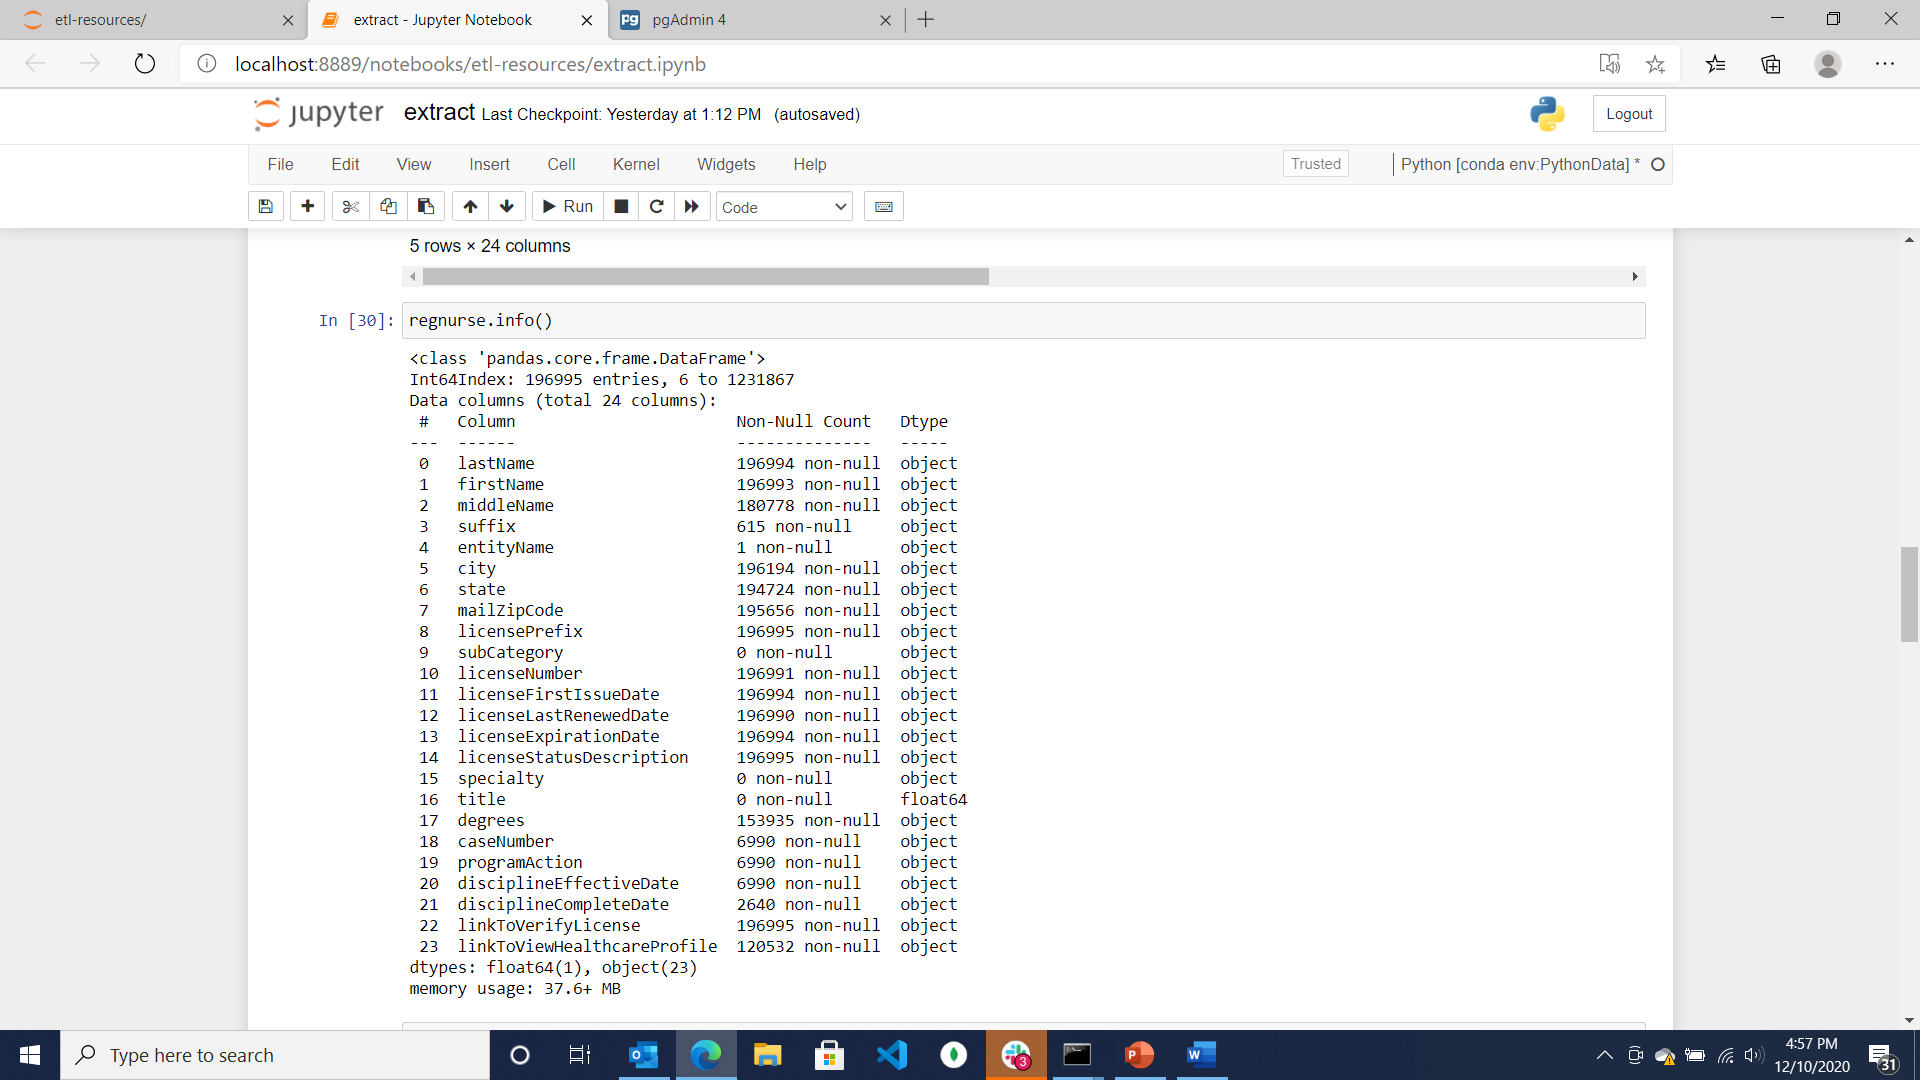 etl-resources/
extract - Jupyter Notebook
pgAdmin 4
localhost:8889/notebooks/etl-resources/extract.ipynb
jupyter extract Last Checkpoint: Yesterday at 1:12 PM (autosaved)
Logout
File Edit View Insert Cell Kernel Widgets Help
Trusted
Python [conda env:PythonData] *
Run
Code
5 rows × 24 columns
In [30]: regnurse.info()
<class 'pandas.core.frame.DataFrame'>
Int64Index: 196995 entries, 6 to 1231867
Data columns (total 24 columns):
 #   Column                       Non-Null Count   Dtype
---  ------                       --------------   -----
 0   lastName                     196994 non-null  object
 1   firstName                    196993 non-null  object
 2   middleName                   180778 non-null  object
 3   suffix                       615 non-null     object
 4   entityName                   1 non-null       object
 5   city                         196194 non-null  object
 6   state                        194724 non-null  object
 7   mailZipCode                  195656 non-null  object
 8   licensePrefix                196995 non-null  object
 9   subCategory                  0 non-null       object
 10  licenseNumber                196991 non-null  object
 11  licenseFirstIssueDate        196994 non-null  object
 12  licenseLastRenewedDate       196990 non-null  object
 13  licenseExpirationDate        196994 non-null  object
 14  licenseStatusDescription     196995 non-null  object
 15  specialty                    0 non-null       object
 16  title                        0 non-null       float64
 17  degrees                      153935 non-null  object
 18  caseNumber                   6990 non-null    object
 19  programAction                6990 non-null    object
 20  disciplineEffectiveDate      6990 non-null    object
 21  disciplineCompleteDate       2640 non-null    object
 22  linkToVerifyLicense          196995 non-null  object
 23  linkToViewHealthcareProfile  120532 non-null  object
dtypes: float64(1), object(23)
memory usage: 37.6+ MB
Type here to search
3
4:57 PM
12/10/2020
31